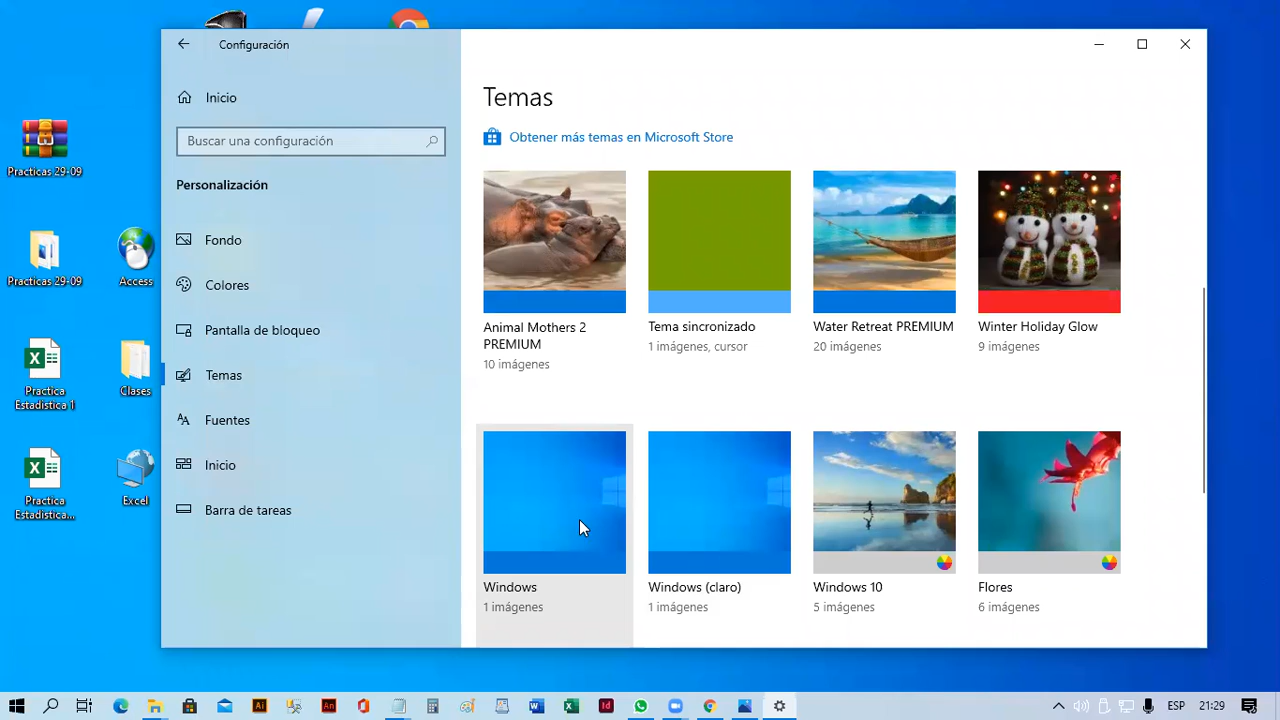 Configuración
Inicio
Buscar una configuración
Personalización
Fondo
Colores
Pantalla de bloqueo
Temas
Fuentes
Inicio
Barra de tareas
Temas
Obtener más temas en Microsoft Store
Animal Mothers 2
PREMIUM
10 imágenes
Tema sincronizado
1 imágenes, cursor
Water Retreat PREMIUM
20 imágenes
Winter Holiday Glow
9 imágenes
Windows
1 imágenes
Windows (claro)
1 imágenes
Windows 10
5 imágenes
Flores
6 imágenes
Practicas 29-09
Practicas 29-09
Access
Practica
Estadistica 1
Clases
Practica
Estadistica...
Excel
Ai
An
W
X
Id
ESP
21:29